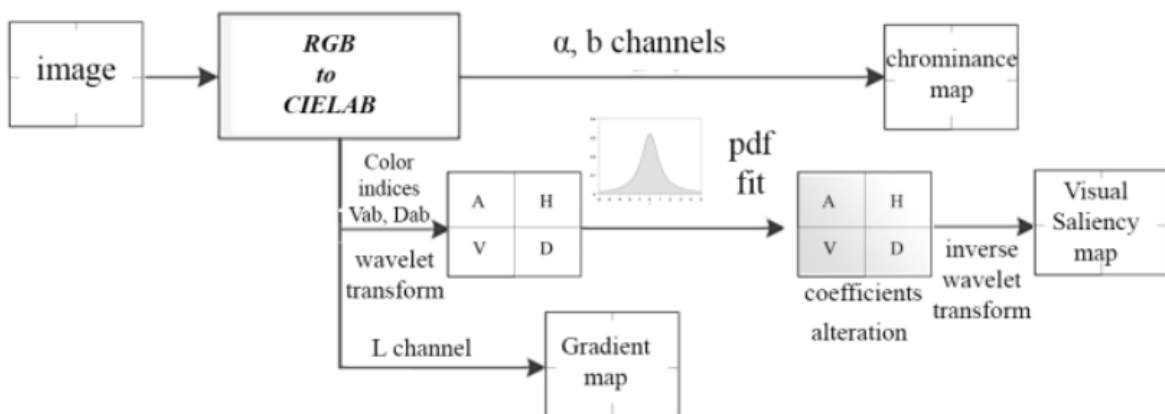 image
RGB
to
CIELAB
α, b channels
chrominance
map
Color
indices
Vab, Dab
wavelet
transform
A H
V D
pdf
fit
A H
V D
coefficients
alteration
inverse
wavelet
transform
Visual
Saliency
map
L channel
Gradient
map